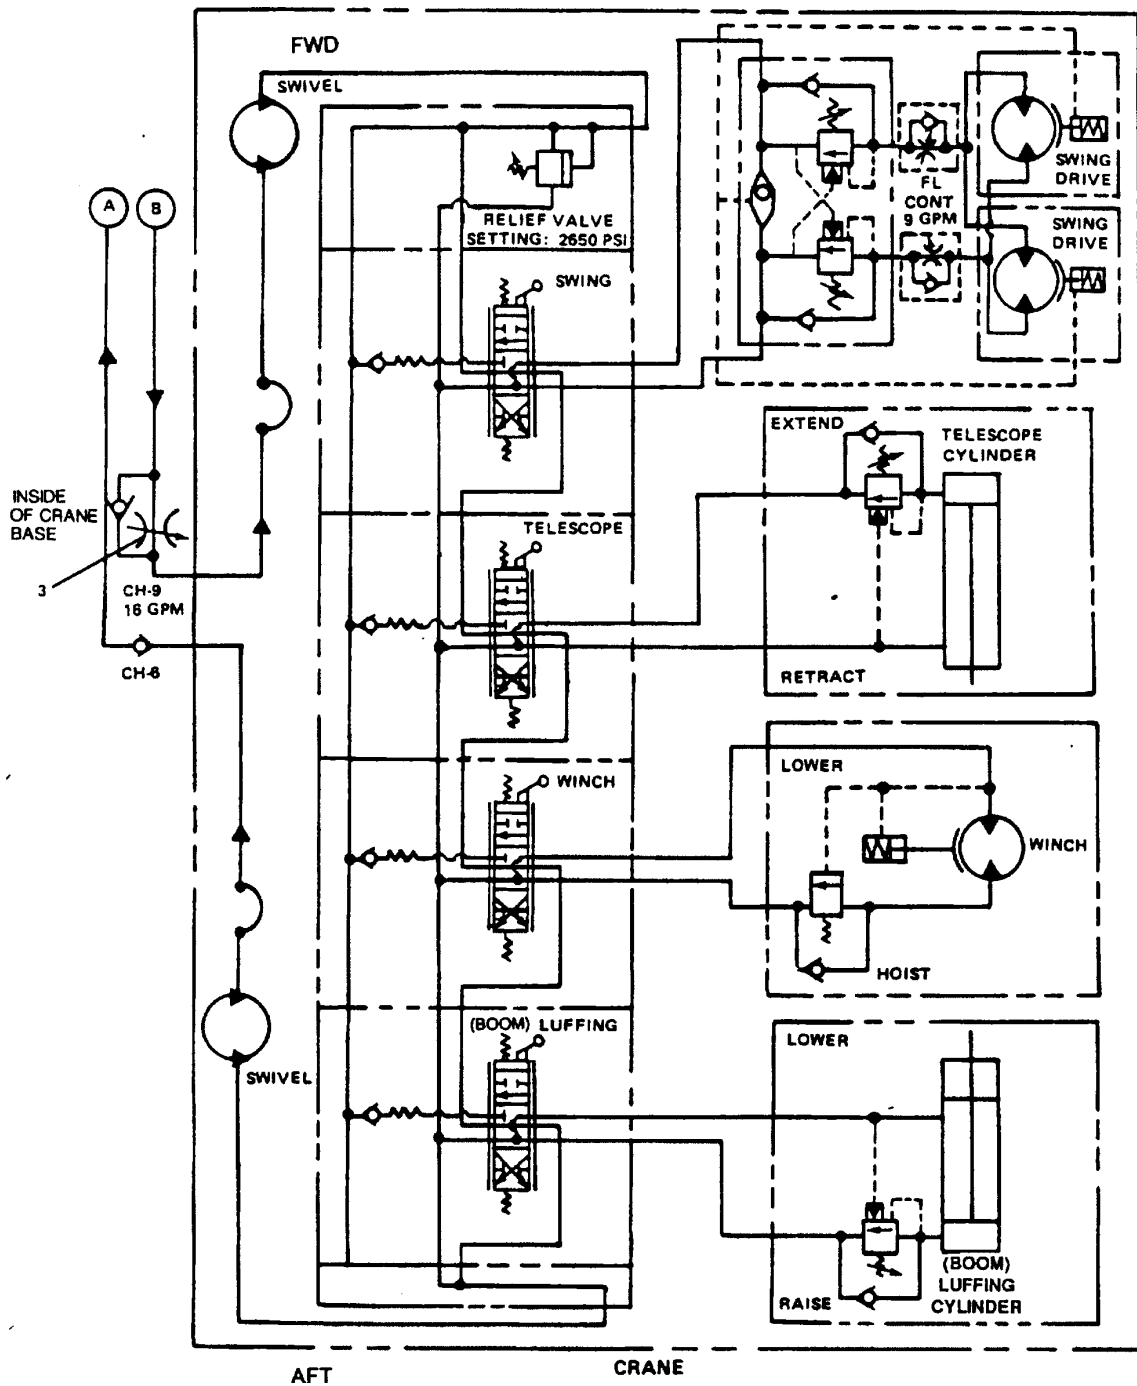 FWD
SWIVEL
A
B
RELIEF VALVE
SETTING: 2650 PSI
FL
CONT
9 GPM
SWING
DRIVE
SWING
DRIVE
SWING
INSIDE
OF CRANE
BASE
3
CH-9
16 GPM
CH-6
TELESCOPE
EXTEND
TELESCOPE
CYLINDER
RETRACT
WINCH
LOWER
WINCH
HOIST
(BOOM) LUFFING
SWIVEL
LOWER
RAISE
(BOOM)
LUFFING
CYLINDER
AFT
CRANE